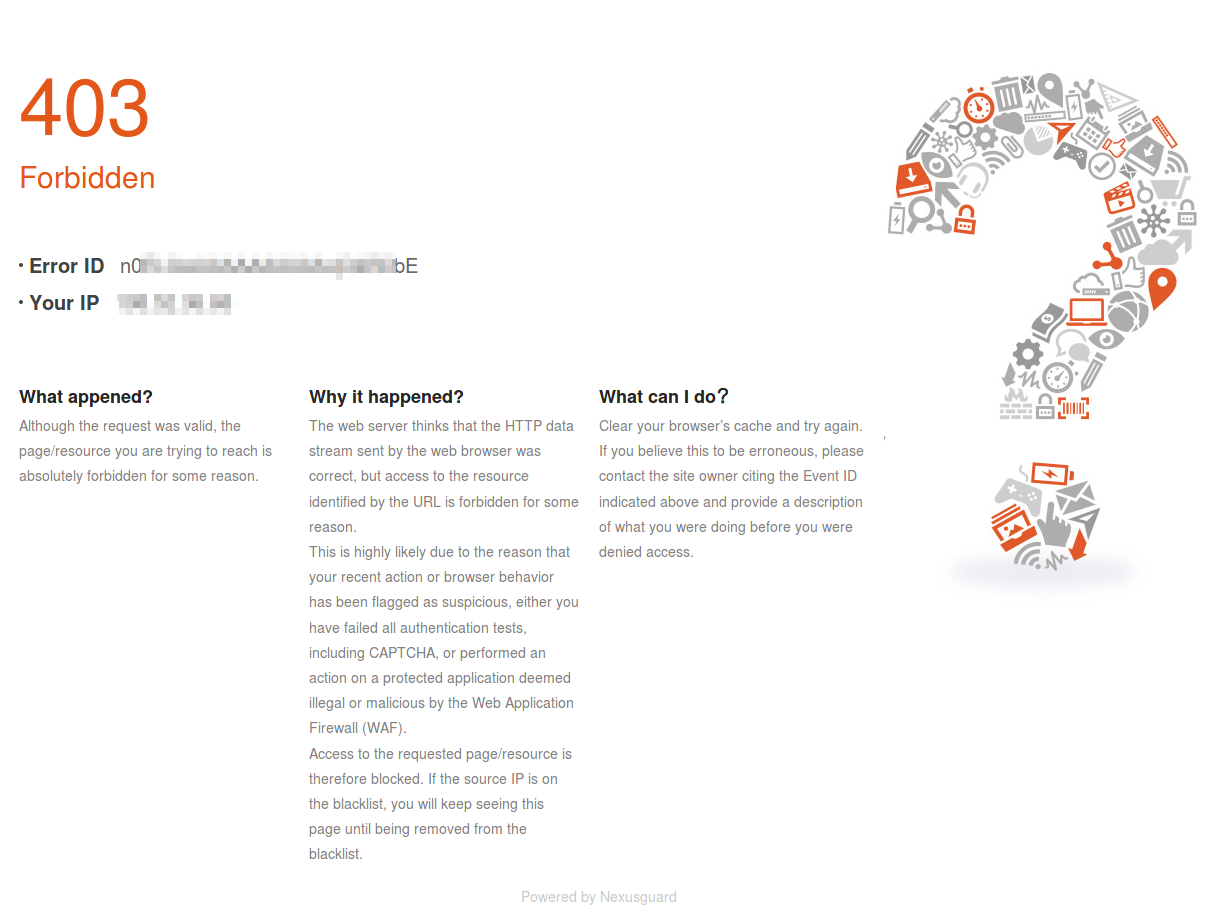 403
Forbidden
· Error ID n0 bE
· Your IP
What appened?
Although the request was valid, the
page/resource you are trying to reach is
absolutely forbidden for some reason.
Why it happened?
The web server thinks that the HTTP data
stream sent by the web browser was
correct, but access to the resource
identified by the URL is forbidden for some
reason.
This is highly likely due to the reason that
your recent action or browser behavior
has been flagged as suspicious, either you
have failed all authentication tests,
including CAPTCHA, or performed an
action on a protected application deemed
illegal or malicious by the Web Application
Firewall (WAF).
Access to the requested page/resource is
therefore blocked. If the source IP is on
the blacklist, you will keep seeing this
page until being removed from the
blacklist.
What can I do?
Clear your browser's cache and try again.
If you believe this to be erroneous, please
contact the site owner citing the Event ID
indicated above and provide a description
of what you were doing before you were
denied access.
Powered by Nexusguard